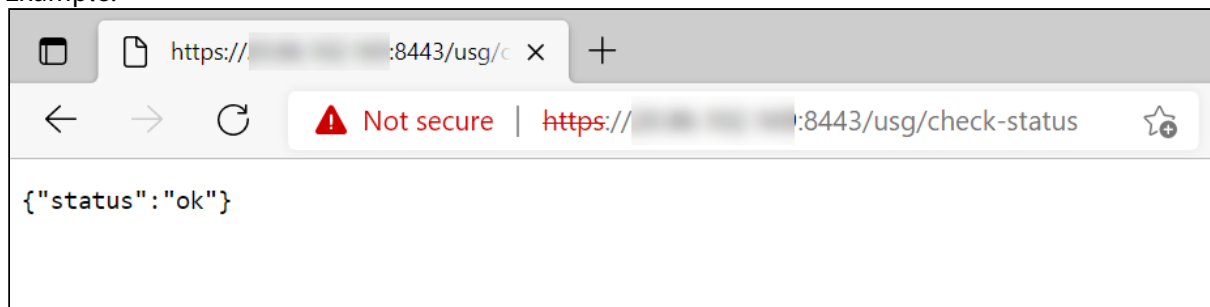 Example:
https:// :8443/usg/c
Not secure | https:// :8443/usg/check-status
{"status":"ok"}